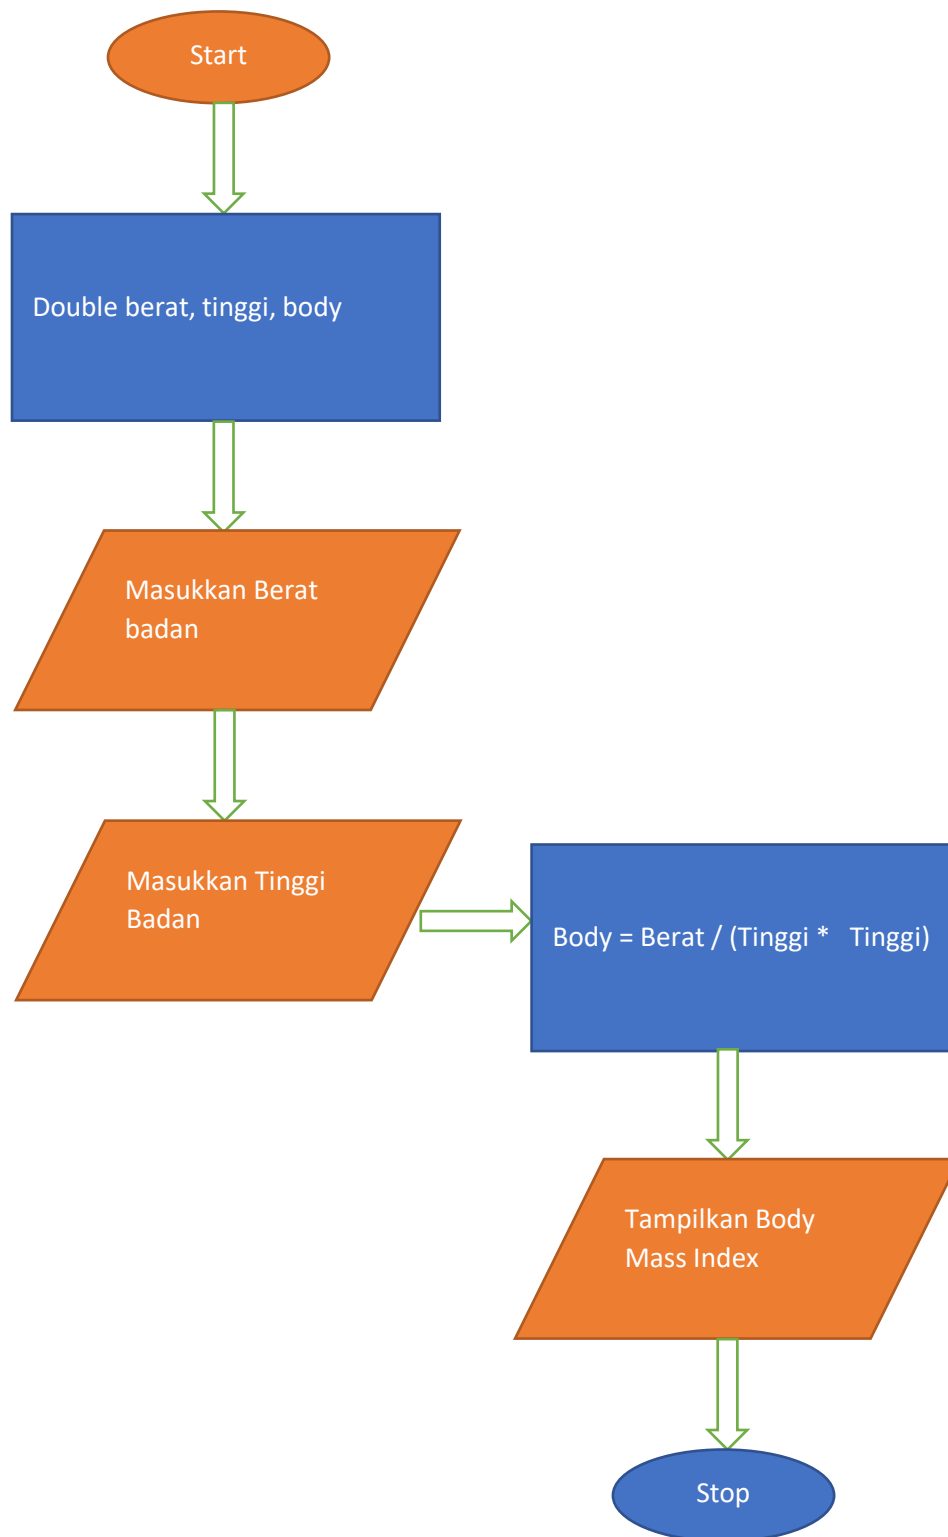 Start
Double berat, tinggi, body
Masukkan Berat
badan
Masukkan Tinggi
Badan
Body = Berat / (Tinggi *   Tinggi)
Tampilkan Body
Mass Index
Stop